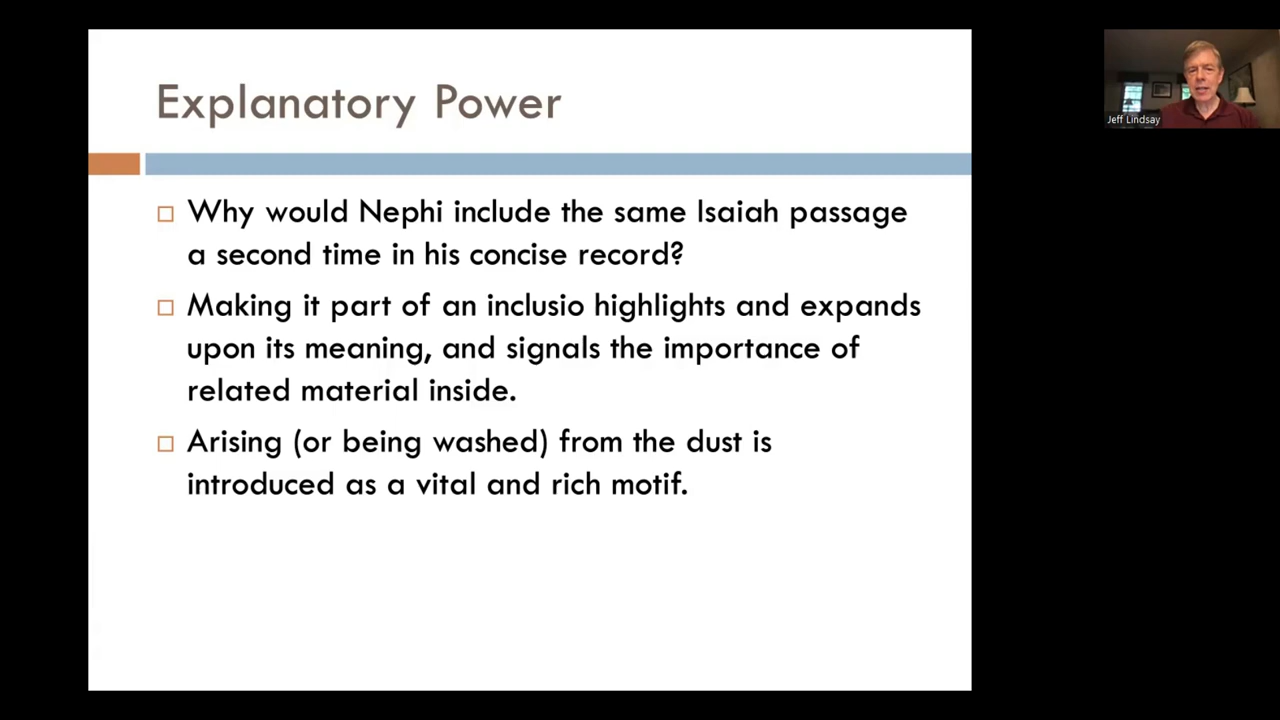 Explanatory Power
Jeff Lindsay
Why would Nephi include the same Isaiah passage
a second time in his concise record?
Making it part of an inclusio highlights and expands
upon its meaning, and signals the importance of
related material inside.
Arising (or being washed) from the dust is
introduced as a vital and rich motif.